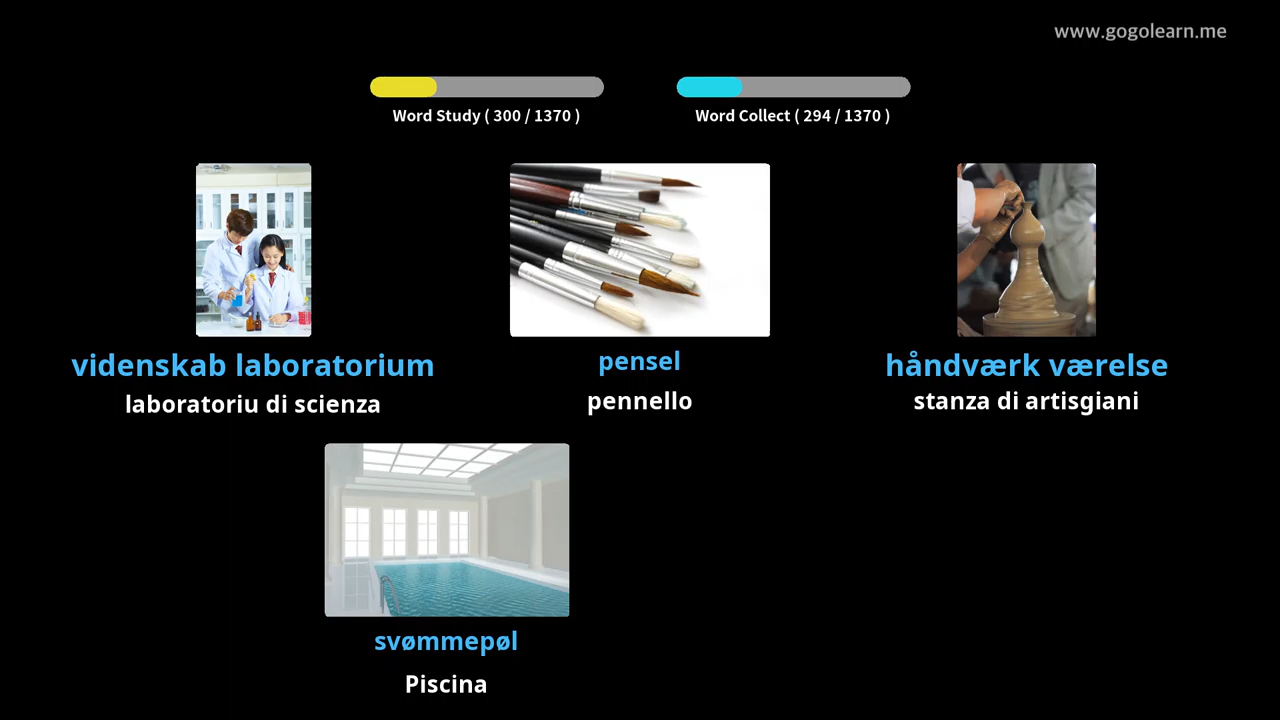 www.gogolearn.me
Word Study ( 300 / 1370 )
Word Collect ( 294 / 1370 )
videnskab laboratorium
laboratoriu di scienza
pensel
pennello
håndværk værelse
stanza di artisgiani
svømmepøl
Piscina